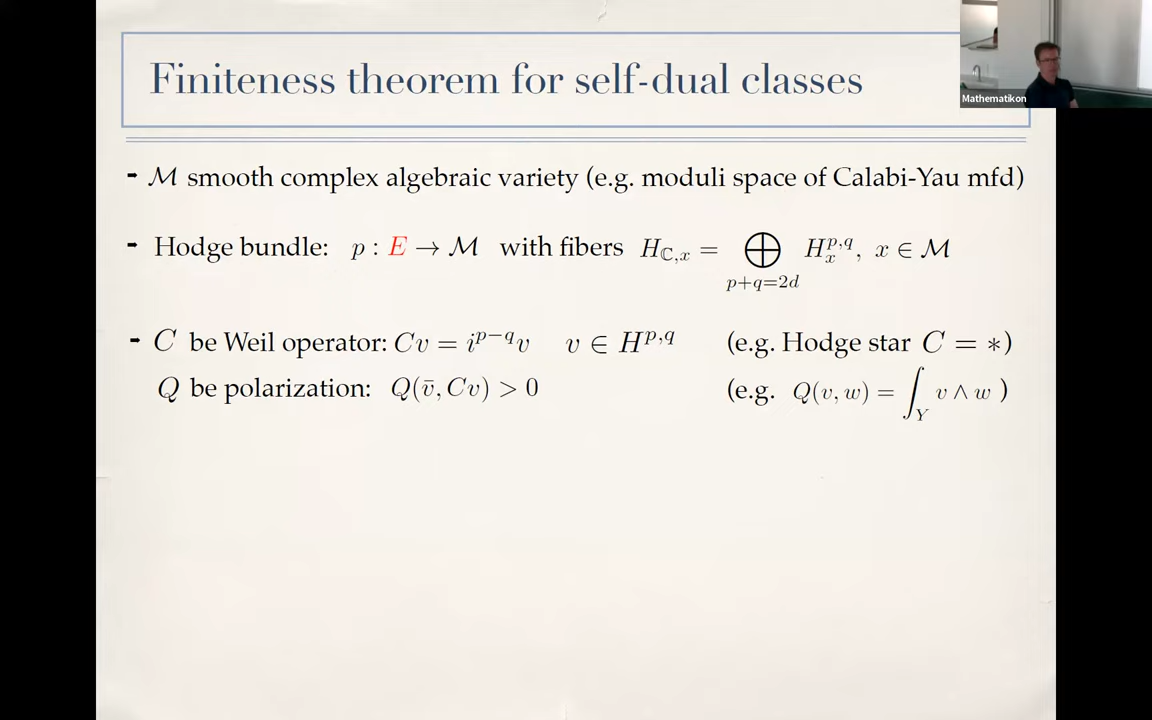 Finiteness theorem for self-dual classes
Mathematikon
➡ ℳ smooth complex algebraic variety (e.g. moduli space of Calabi-Yau mfd)
➡ Hodge bundle: p : E → ℳ with fibers H_{ℂ,x} = ⊕_{p+q=2d} H_x^{p,q}, x ∈ ℳ
➡ C be Weil operator: Cv = i^{p−q}v v ∈ H^{p,q} (e.g. Hodge star C = ∗)
Q be polarization: Q(v̄, Cv) > 0 (e.g. Q(v, w) = ∫_Y v ∧ w )